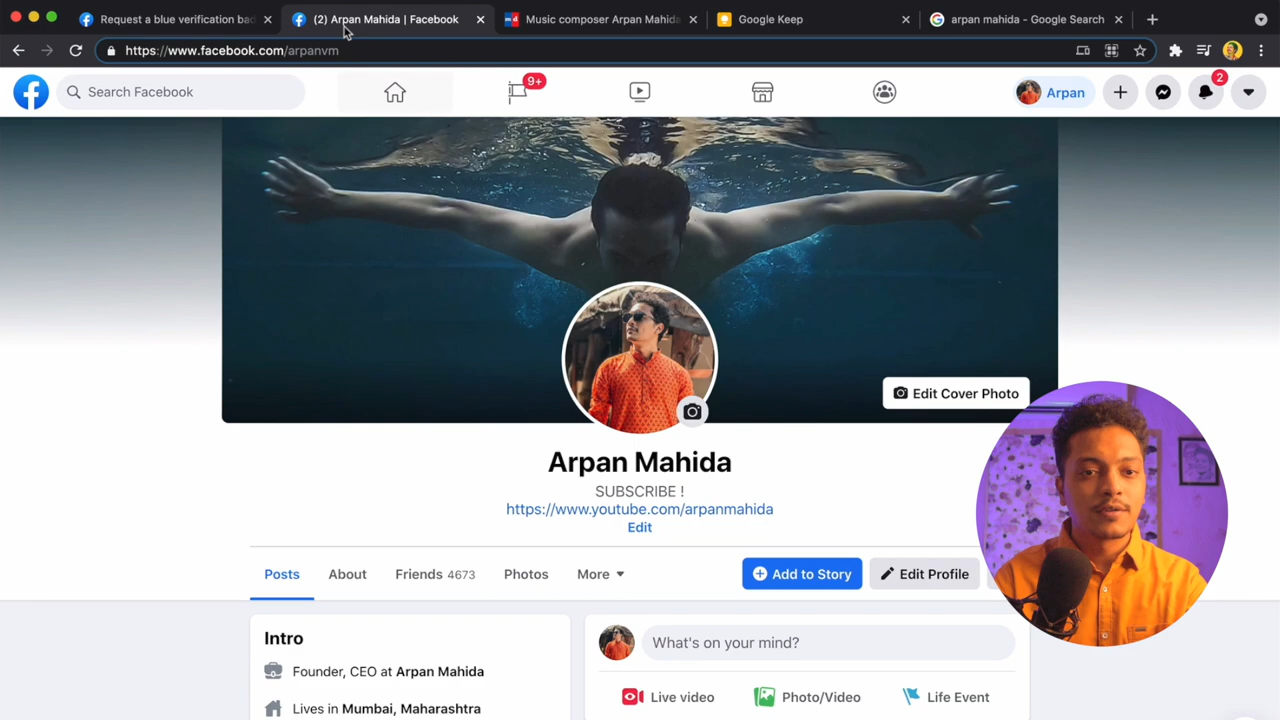 Request a blue verification bad
(2) Arpan Mahida | Facebook
Music composer Arpan Mahida
Google Keep
arpan mahida - Google Search
https://www.facebook.com/arpanvm
Search Facebook
9+
Arpan
2
Edit Cover Photo
Arpan Mahida
SUBSCRIBE !
https://www.youtube.com/arpanmahida
Edit
Posts
About
Friends 4673
Photos
More
Add to Story
Edit Profile
Intro
Founder, CEO at Arpan Mahida
Lives in Mumbai, Maharashtra
What's on your mind?
Live video
Photo/Video
Life Event